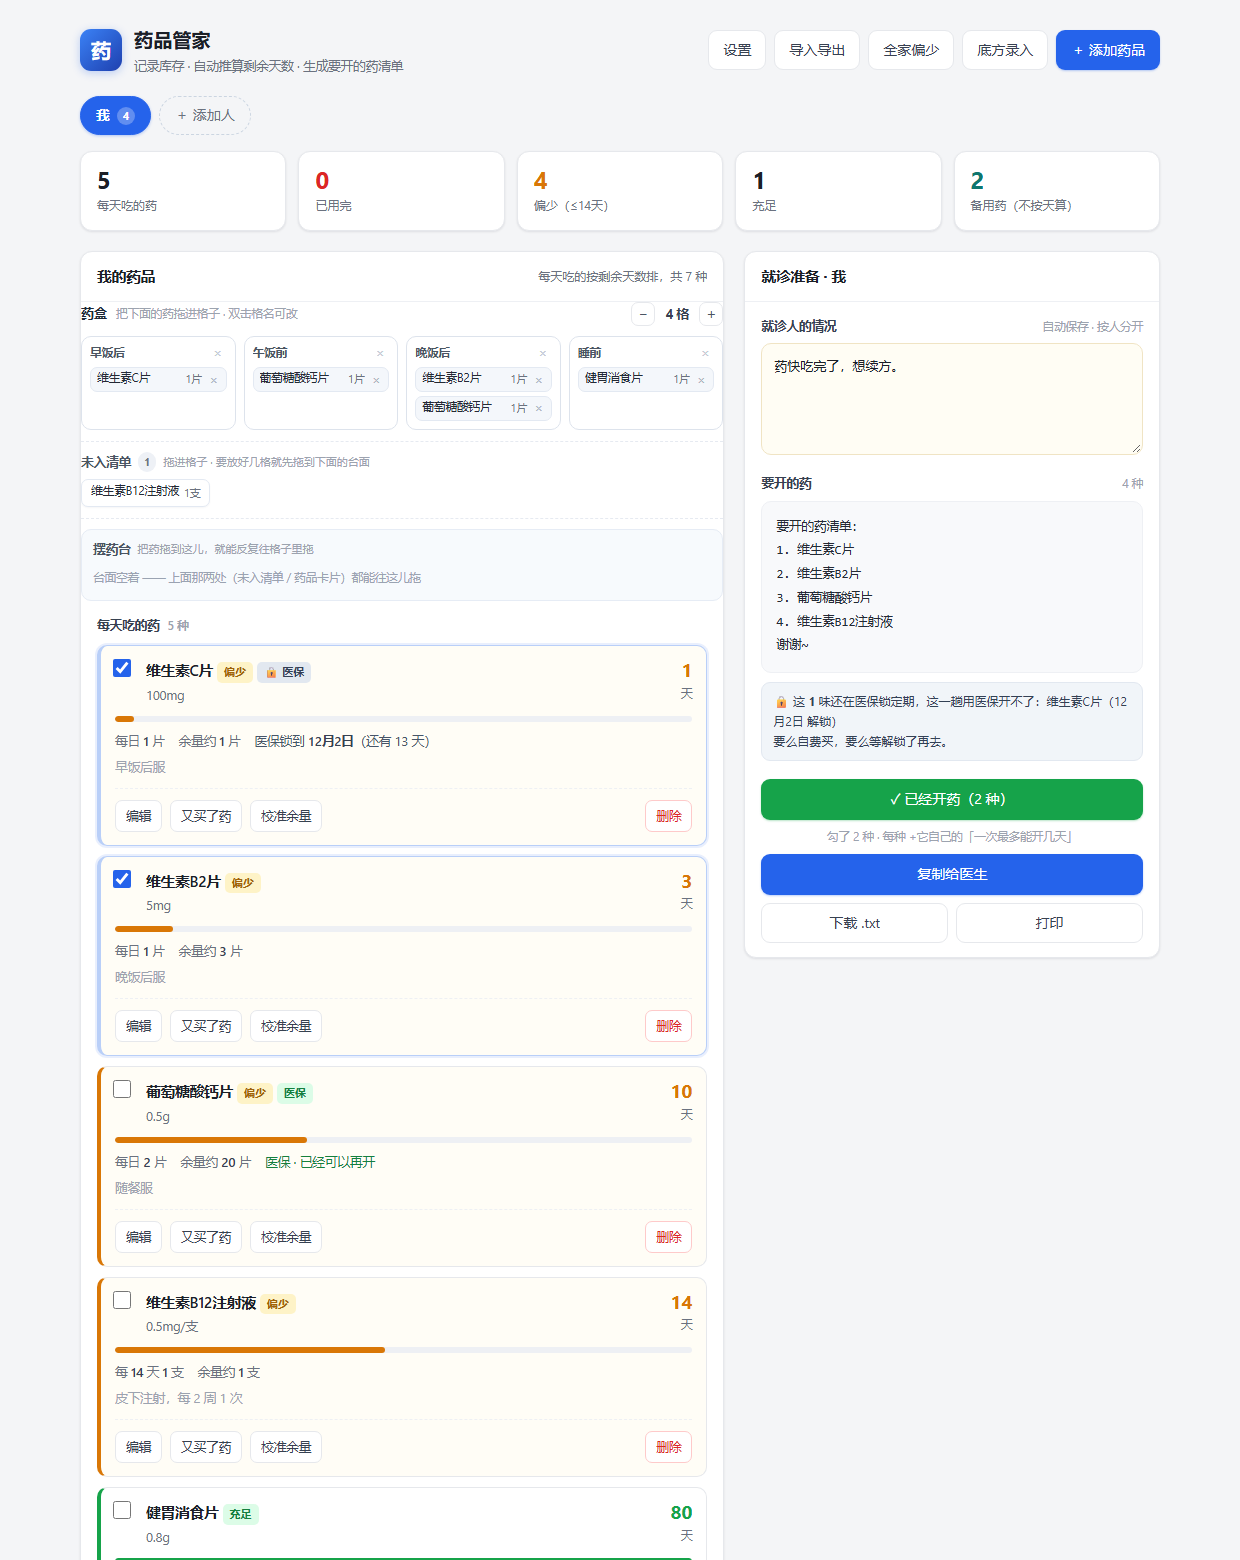 药
药品管家
记录库存 · 自动推算剩余天数 · 生成要开的药清单
设置
导入导出
全家偏少
底方录入
+ 添加药品
我 4
+ 添加人
5
每天吃的药
0
已用完
4
偏少（≤14天）
1
充足
2
备用药（不按天算）
我的药品
每天吃的按剩余天数排，共 7 种
药盒 把下面的药拖进格子 · 双击格名可改
− 4 格 +
早饭后 ×
维生素C片 1片 ×
午饭前 ×
葡萄糖酸钙片 1片 ×
晚饭后 ×
维生素B2片 1片 ×
葡萄糖酸钙片 1片 ×
睡前 ×
健胃消食片 1片 ×
未入清单 1 拖进格子 · 要放好几格就先拖到下面的台面
维生素B12注射液 1支
摆药台 把药拖到这儿，就能反复往格子里拖
台面空着 —— 上面那两处（未入清单 / 药品卡片）都能往这儿拖
每天吃的药 5 种
维生素C片 偏少 🔒 医保
1
天
100mg
每日 1 片 余量约 1 片 医保锁到 12月2日（还有 13 天）
早饭后服
编辑
又买了药
校准余量
删除
维生素B2片 偏少
3
天
5mg
每日 1 片 余量约 3 片
晚饭后服
编辑
又买了药
校准余量
删除
葡萄糖酸钙片 偏少 医保
10
天
0.5g
每日 2 片 余量约 20 片 医保 · 已经可以再开
随餐服
编辑
又买了药
校准余量
删除
维生素B12注射液 偏少
14
天
0.5mg/支
每 14 天 1 支 余量约 1 支
皮下注射，每 2 周 1 次
编辑
又买了药
校准余量
删除
健胃消食片 充足
80
天
0.8g
就诊准备 · 我
就诊人的情况
自动保存 · 按人分开
药快吃完了，想续方。
要开的药
4 种
要开的药清单：
1. 维生素C片
2. 维生素B2片
3. 葡萄糖酸钙片
4. 维生素B12注射液
谢谢~
🔒 这 1 味还在医保锁定期，这一趟用医保开不了：维生素C片（12
月2日 解锁）
要么自费买，要么等解锁了再去。
✓ 已经开药（2 种）
勾了 2 种 · 每种 +它自己的「一次最多能开几天」
复制给医生
下载 .txt
打印